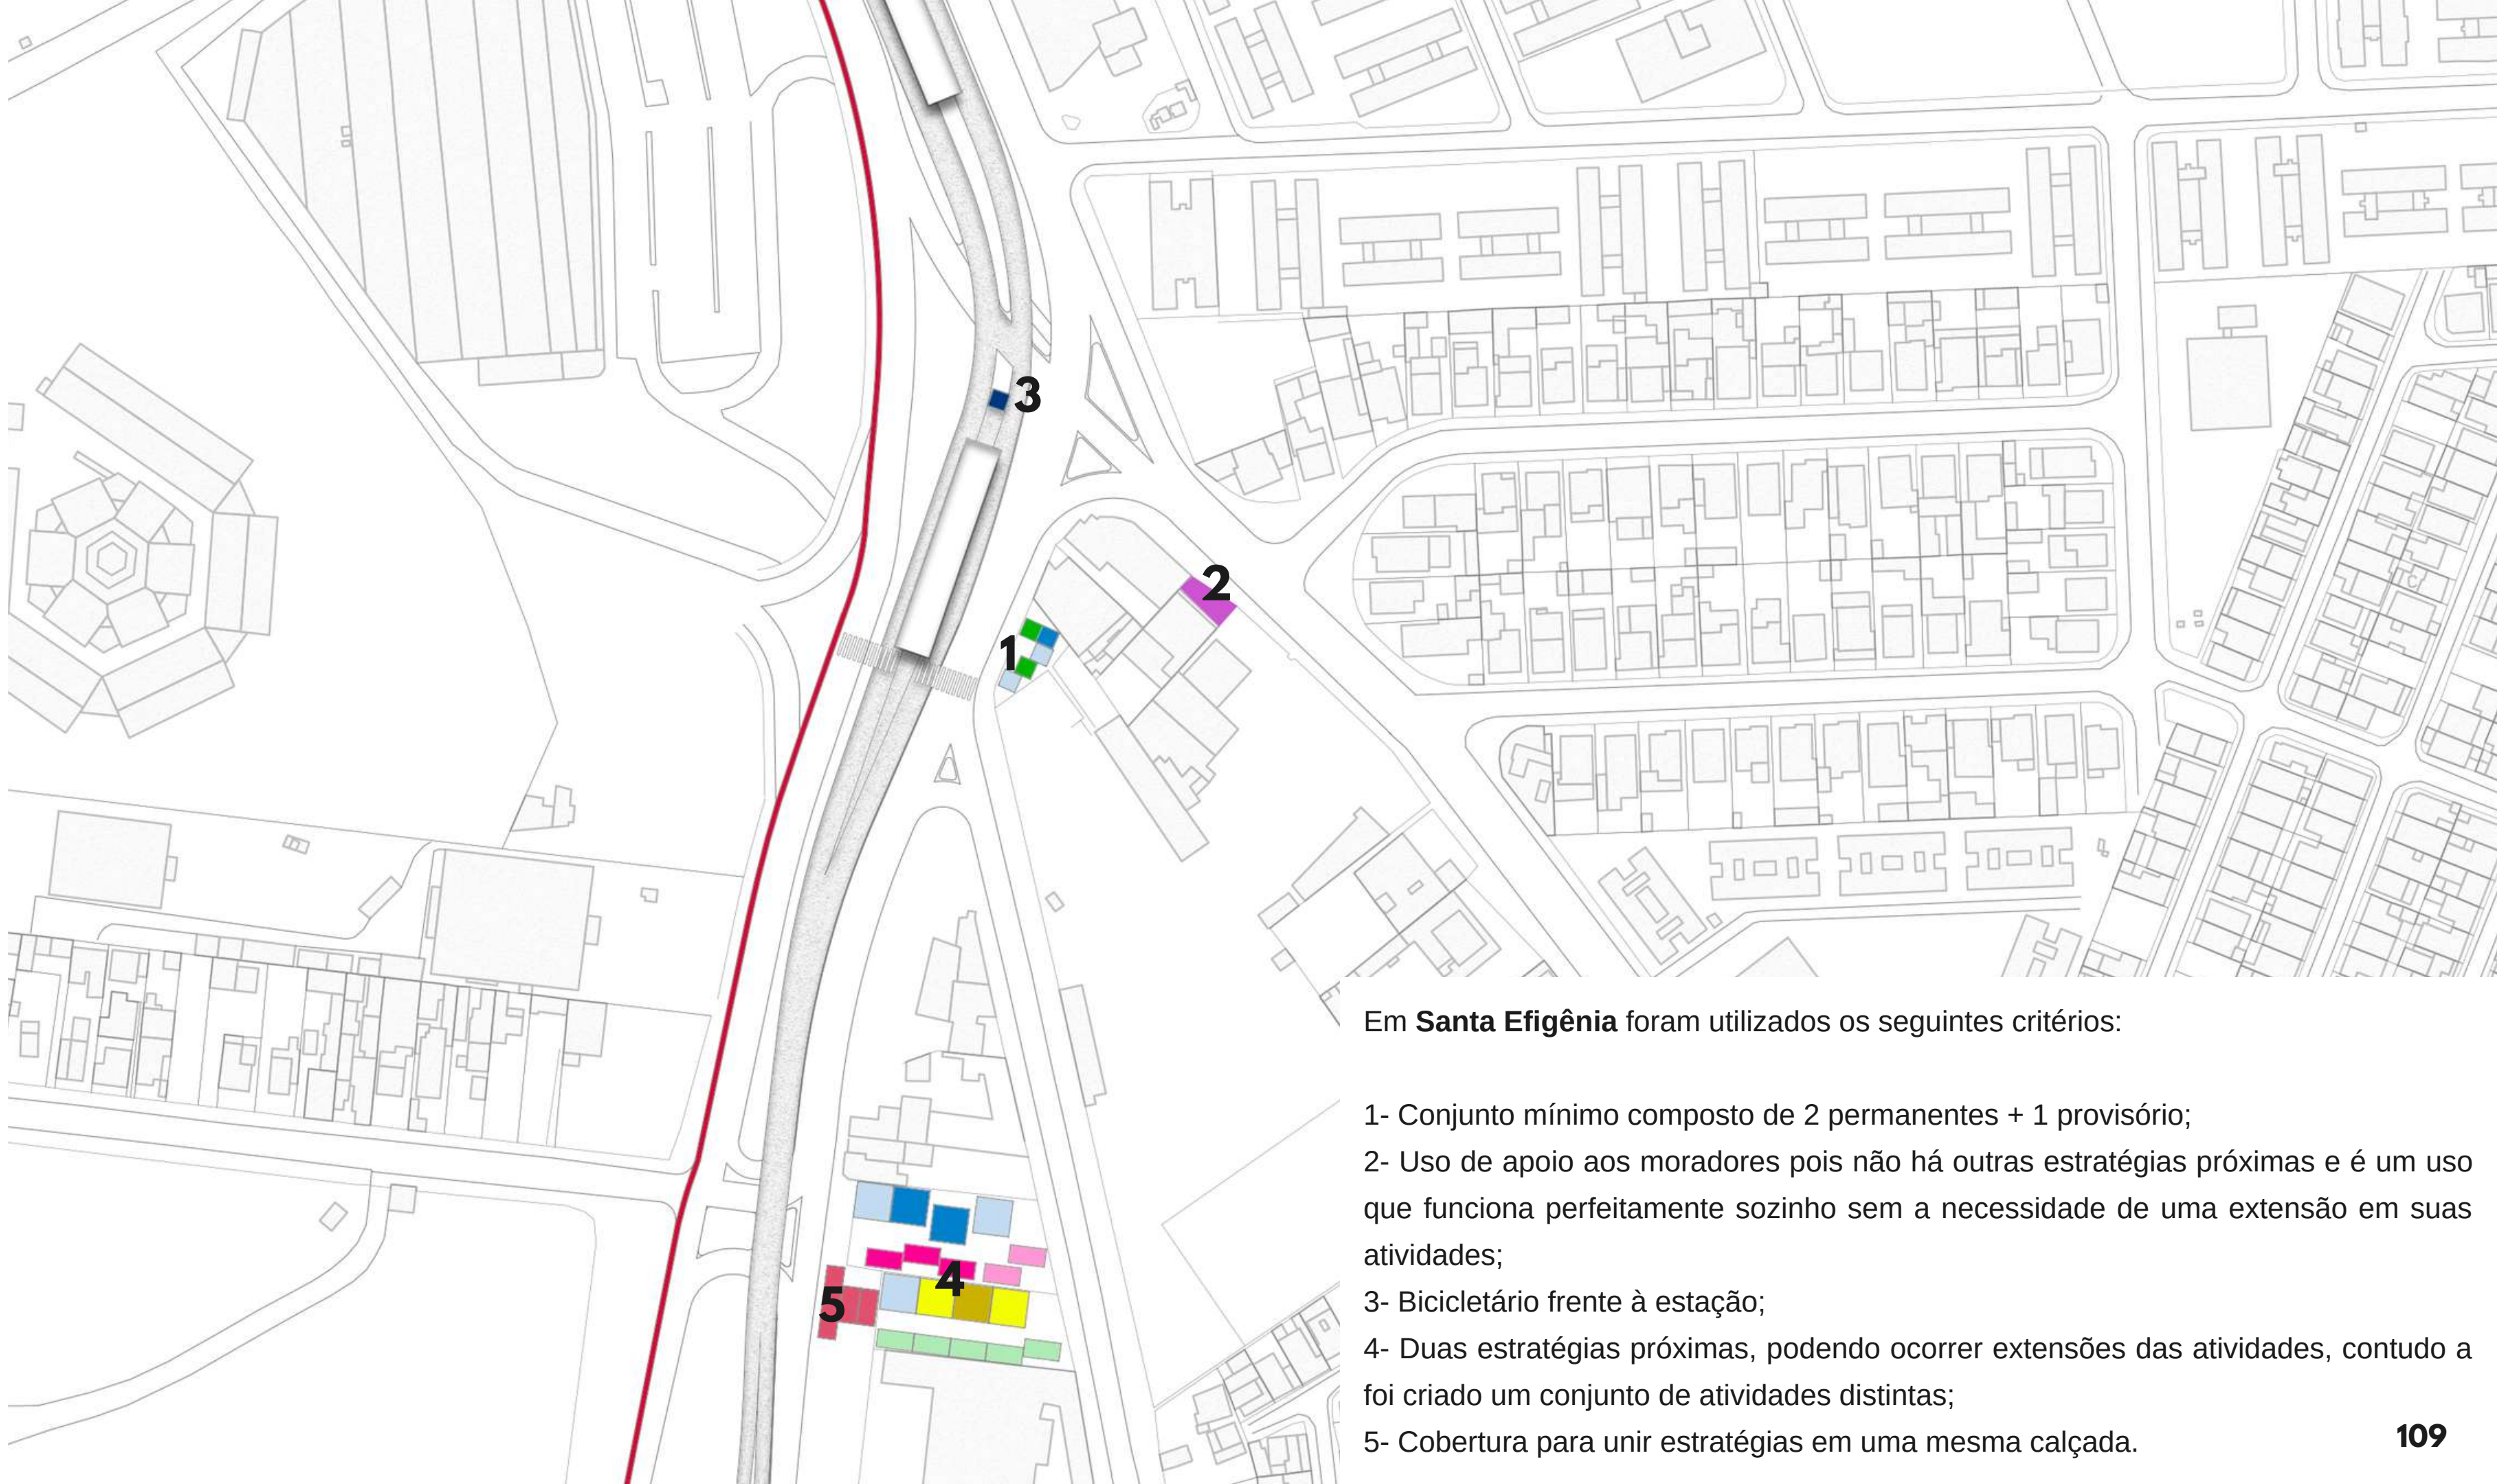 3
2
1
4
5
Em Santa Efigênia foram utilizados os seguintes critérios:
1- Conjunto mínimo composto de 2 permanentes + 1 provisório;
2- Uso de apoio aos moradores pois não há outras estratégias próximas e é um uso
que funciona perfeitamente sozinho sem a necessidade de uma extensão em suas
atividades;
3- Bicicletário frente à estação;
4- Duas estratégias próximas, podendo ocorrer extensões das atividades, contudo a
foi criado um conjunto de atividades distintas;
5- Cobertura para unir estratégias em uma mesma calçada.
109